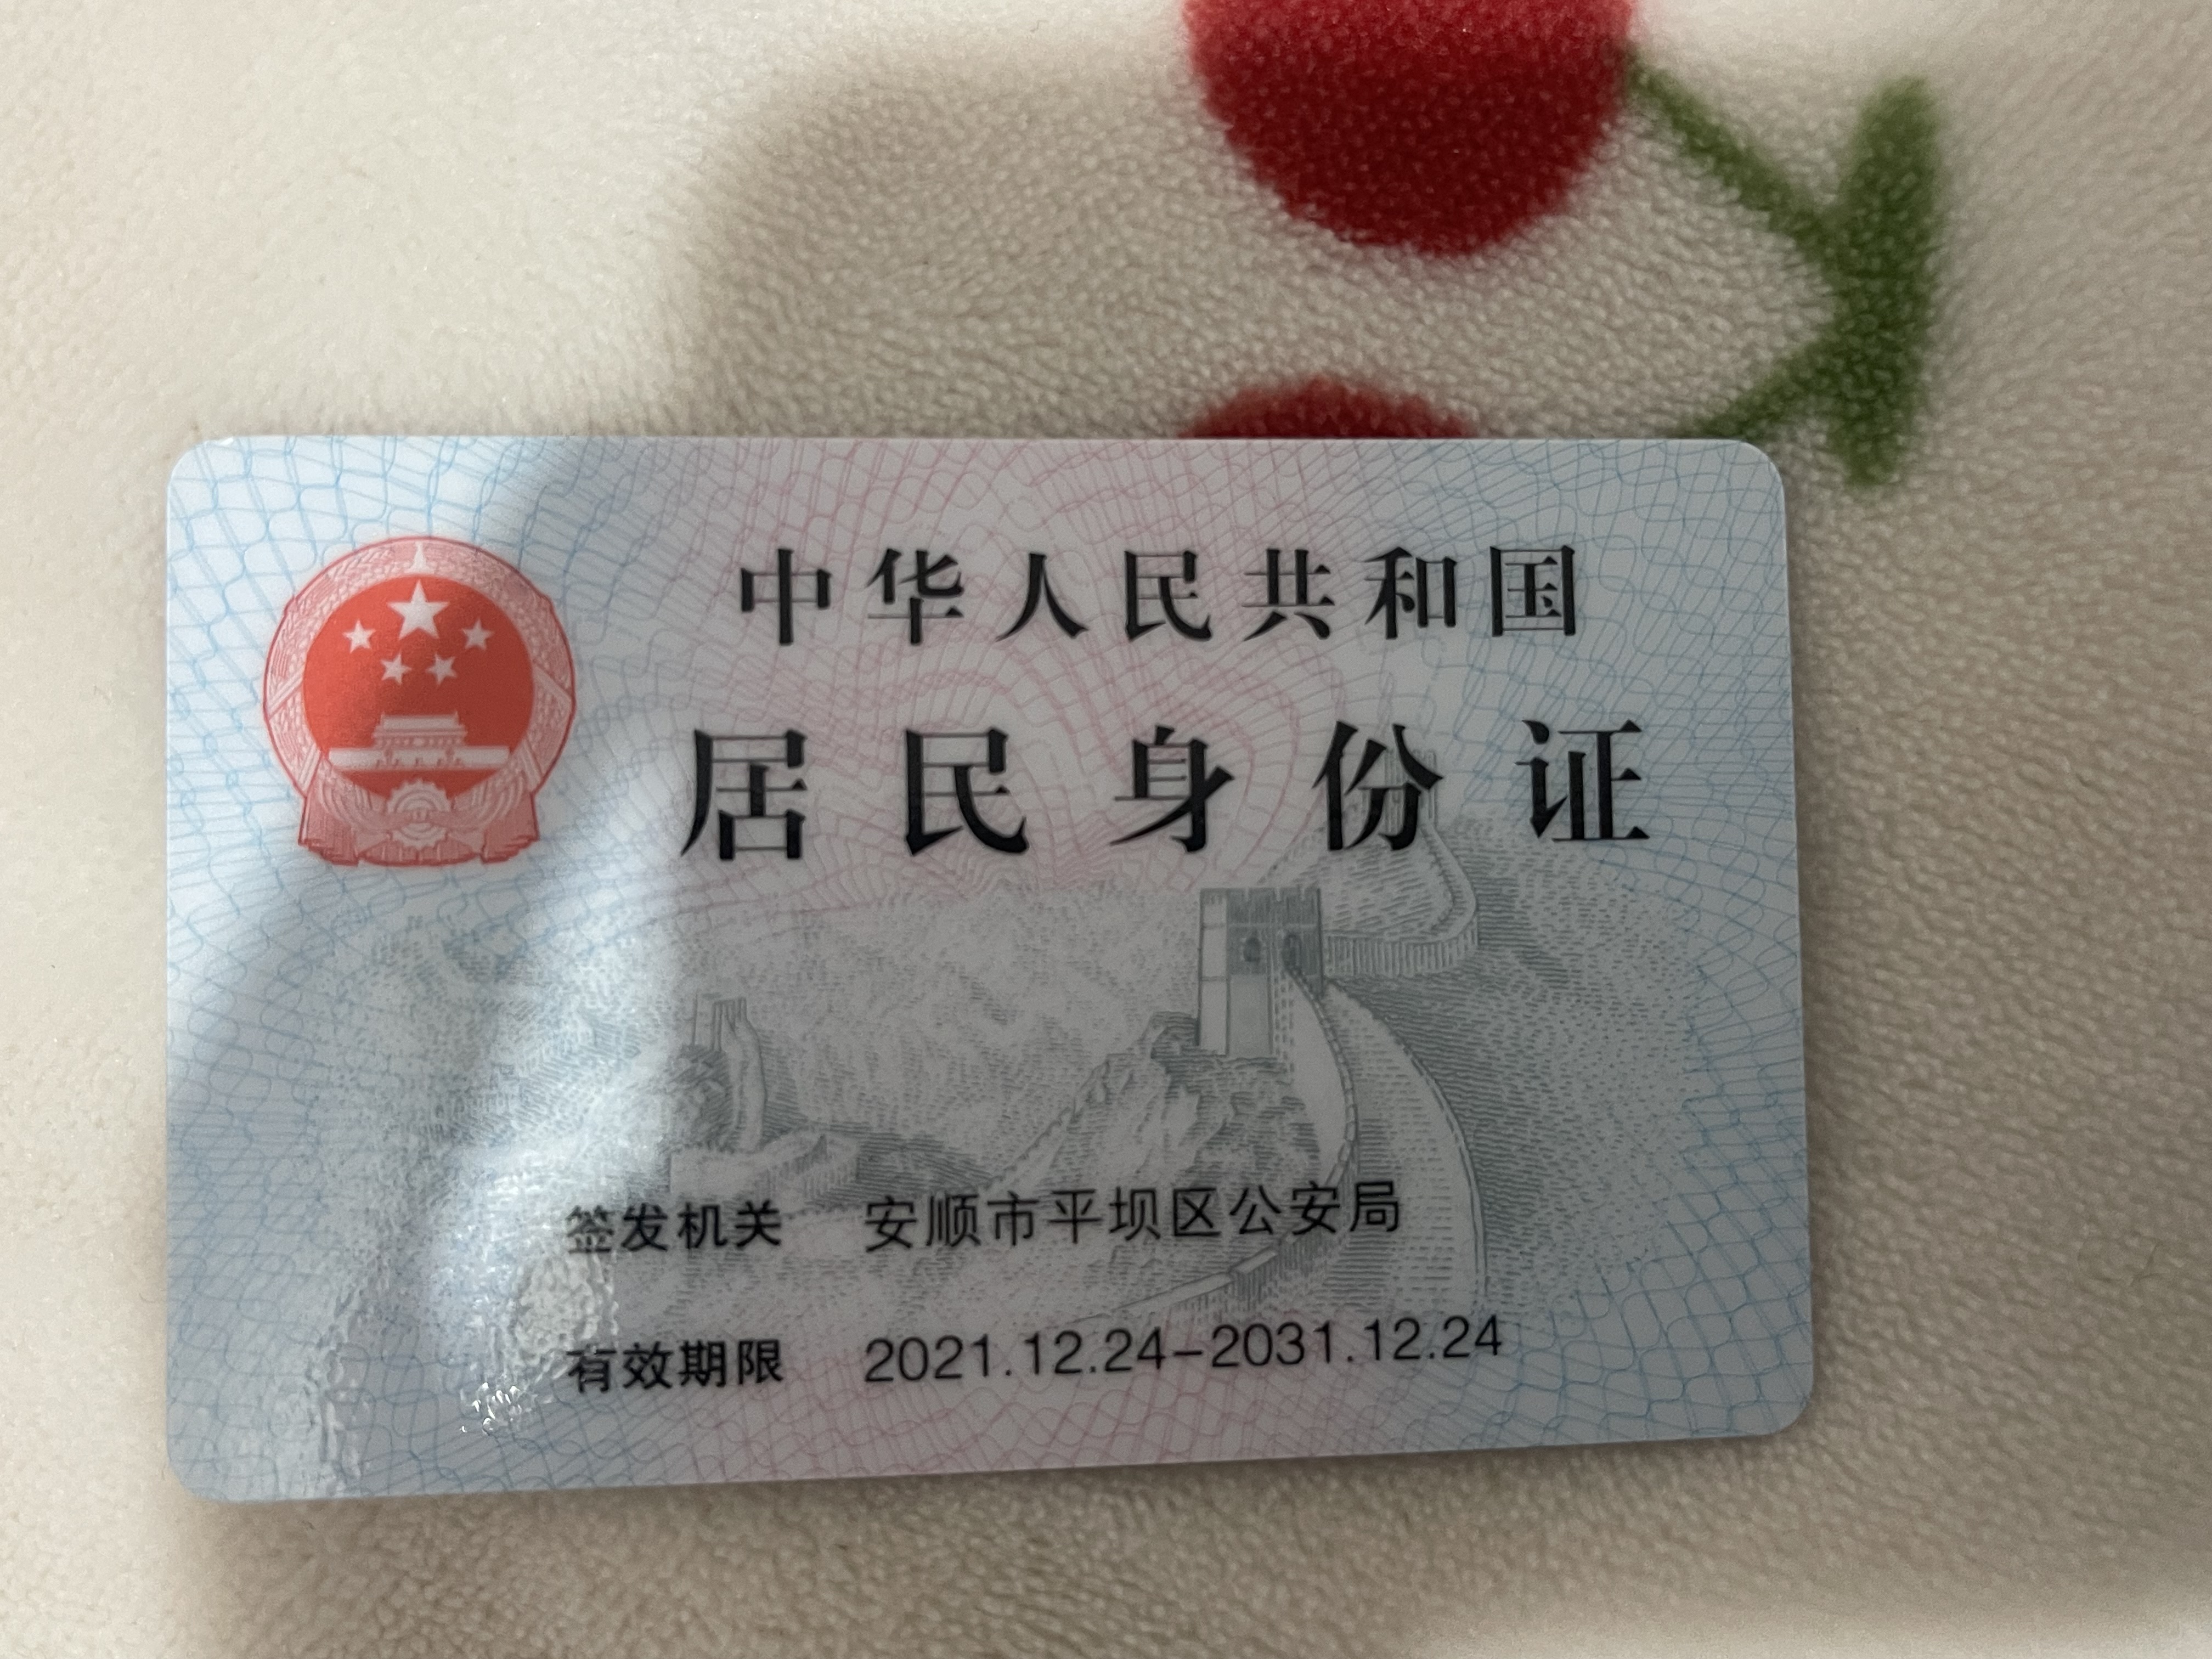 中华人民共和国
居民身份证
签发机关 安顺市平坝区公安局
有效期限 2021.12.24-2031.12.24